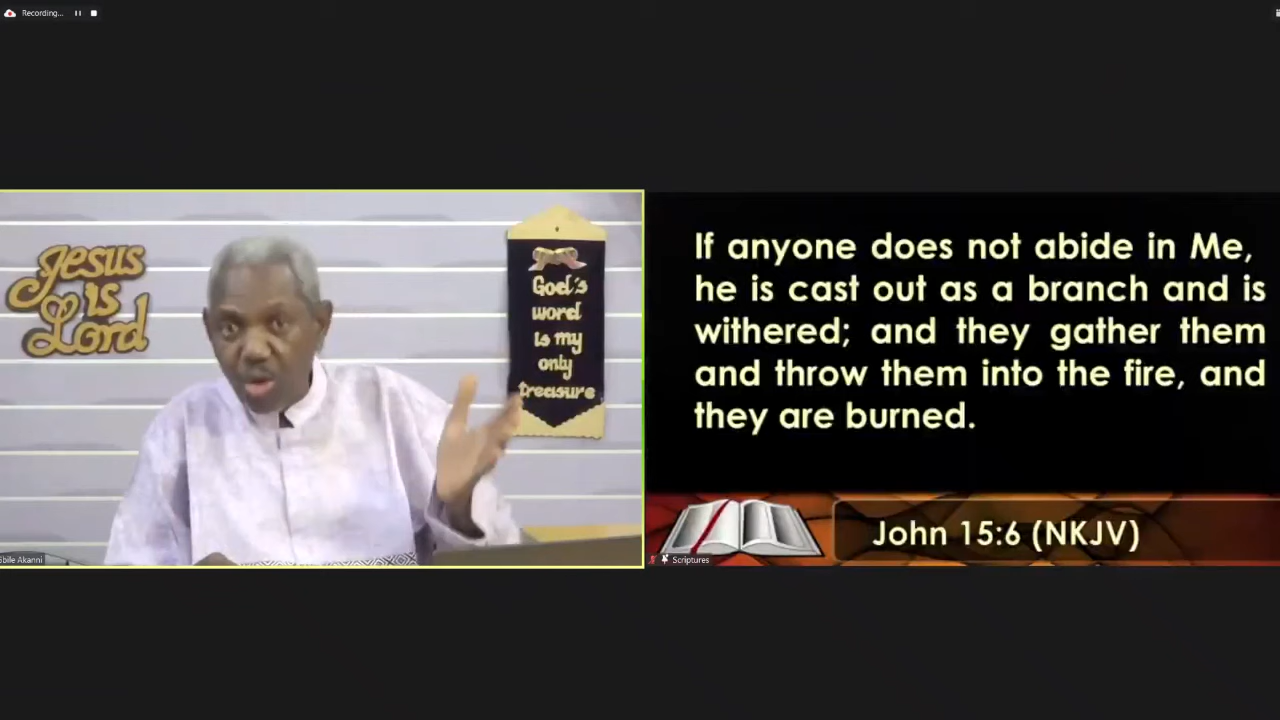 Recording...
Jesus
is
Lord
God's
word
is my
only
treasure
bile Akanni
If anyone does not abide in Me,
he is cast out as a branch and is
withered; and they gather them
and throw them into the fire, and
they are burned.
John 15:6 (NKJV)
Scriptures